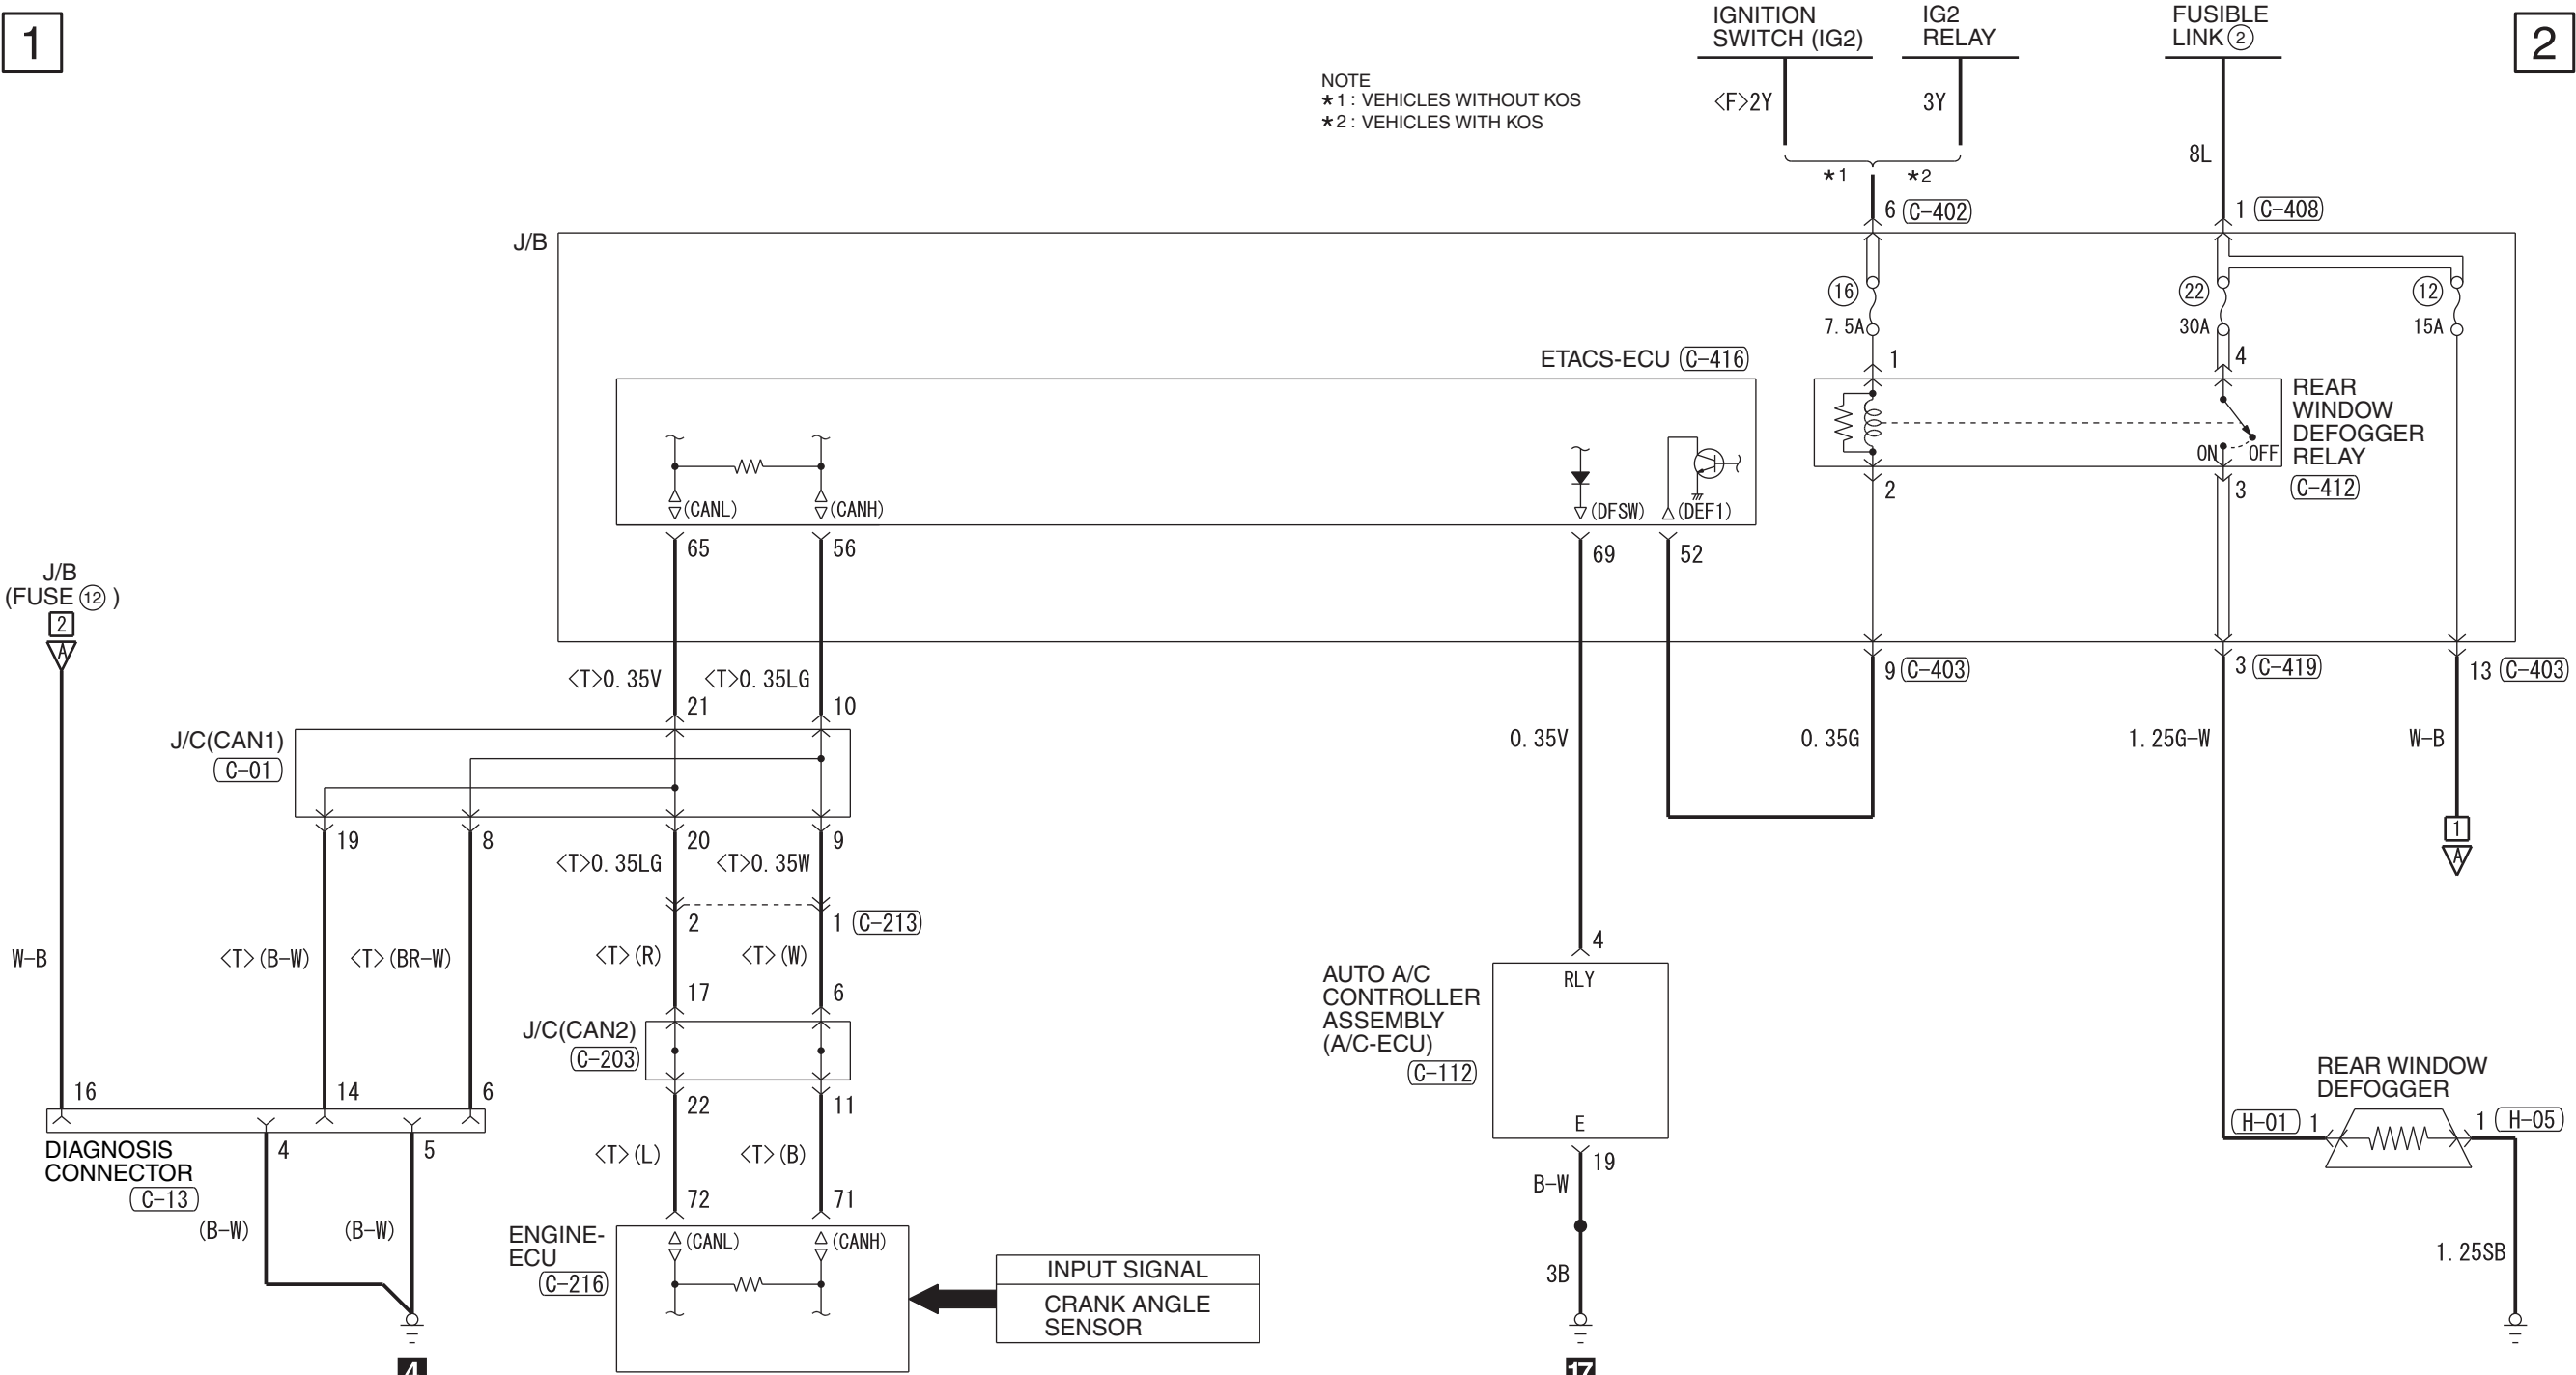 1
IGNITION
SWITCH (IG2)
IG2
RELAY
FUSIBLE
LINK ②
2
NOTE
*1 : VEHICLES WITHOUT KOS
*2 : VEHICLES WITH KOS
<F>2Y
3Y
8L
*1
*2
6 (C-402)
1 (C-408)
J/B
16
7.5A
22
30A
12
15A
ETACS-ECU (C-416)
1
4
REAR
WINDOW
DEFOGGER
RELAY
(C-412)
ON
OFF
(CANL)
(CANH)
(DFSW)
(DEF1)
2
3
65
56
69
52
J/B
(FUSE ⑫ )
2
A
<T>0.35V
<T>0.35LG
9 (C-403)
3 (C-419)
13 (C-403)
21
10
J/C(CAN1)
(C-01)
0.35V
0.35G
1.25G-W
W-B
19
8
20
9
1
A
<T>0.35LG
<T>0.35W
2
1 (C-213)
W-B
<T>(B-W)
<T>(BR-W)
<T>(R)
<T>(W)
4
17
6
AUTO A/C
CONTROLLER
ASSEMBLY
(A/C-ECU)
(C-112)
RLY
E
J/C(CAN2)
(C-203)
16
14
6
22
11
REAR WINDOW
DEFOGGER
(H-01) 1
1 (H-05)
DIAGNOSIS
CONNECTOR
(C-13)
4
5
<T>(L)
<T>(B)
19
B-W
72
71
(B-W)
(B-W)
ENGINE-
ECU
(C-216)
(CANL)
(CANH)
INPUT SIGNAL
CRANK ANGLE
SENSOR
3B
1.25SB
4
17